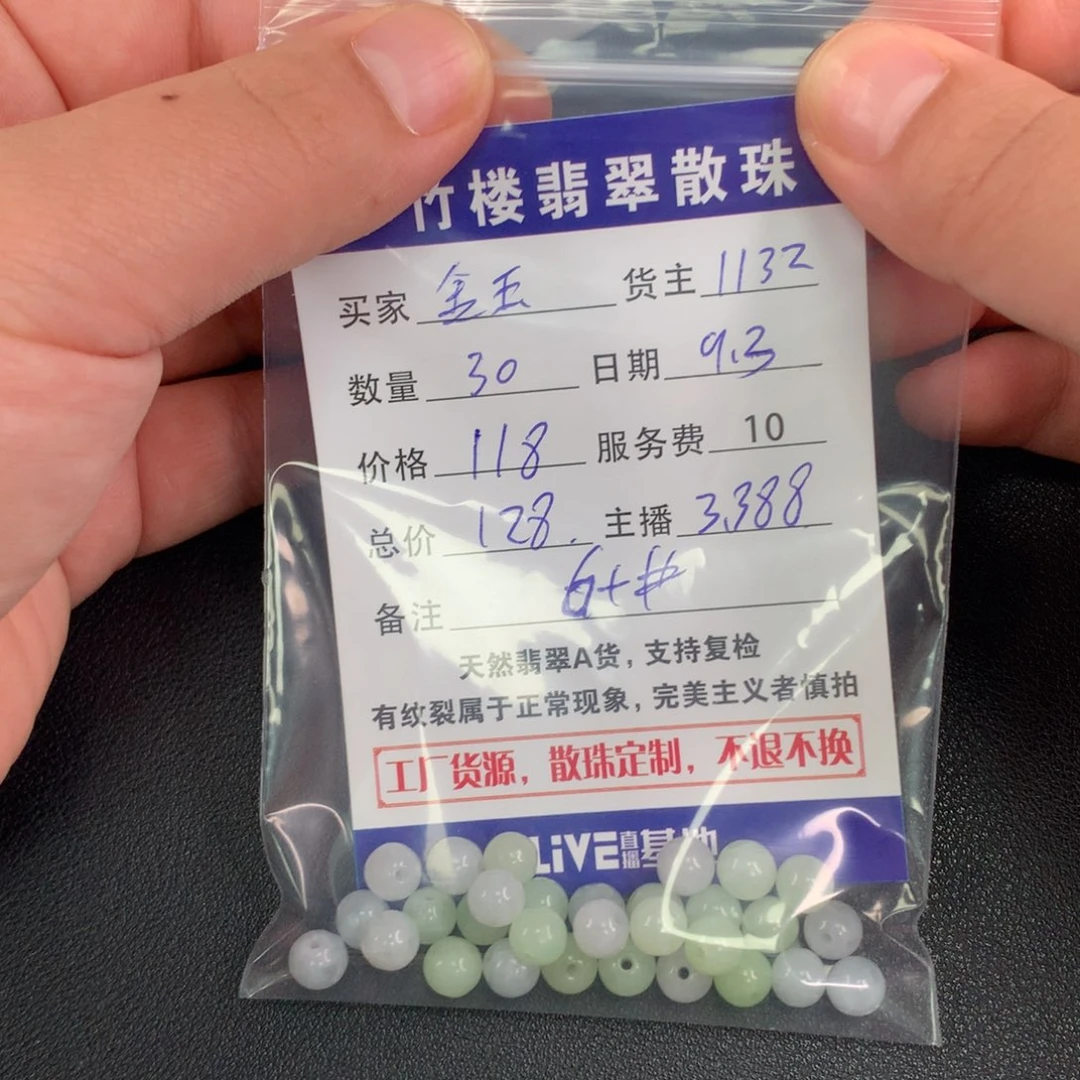 竹楼翡翠散珠
买家 金玉 货主 1132
数量 30 日期 9.3
价格 118 服务费 10
总价 128. 主播 3.388
备注 6+#
天然翡翠A货，支持复检
有纹裂属于正常现象，完美主义者慎拍
工厂货源，散珠定制，不退不换
LiVE直播基地